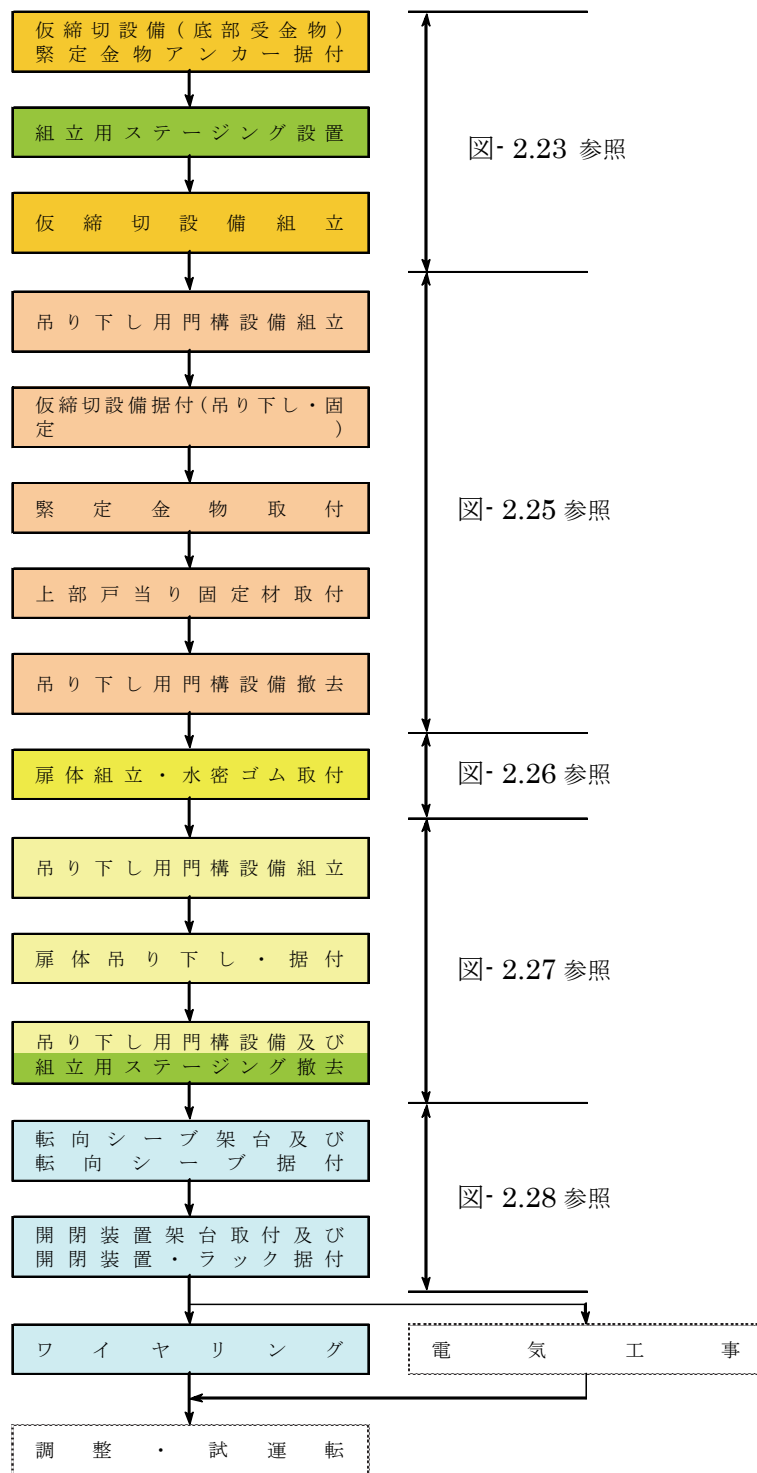 仮締切設備(底部受金物)
緊定金物アンカー据付
組立用ステージング設置
図- 2.23 参照
仮締切設備組立
吊り下し用門構設備組立
仮締切設備据付(吊り下し・固
定)
緊定金物取付
図- 2.25 参照
上部戸当り固定材取付
吊り下し用門構設備撤去
扉体組立・水密ゴム取付
図- 2.26 参照
吊り下し用門構設備組立
扉体吊り下し・据付
図- 2.27 参照
吊り下し用門構設備及び
組立用ステージング撤去
転向シーブ架台及び
転向シーブ据付
図- 2.28 参照
開閉装置架台取付及び
開閉装置・ラック据付
ワイヤリング
電気工事
調整・試運転